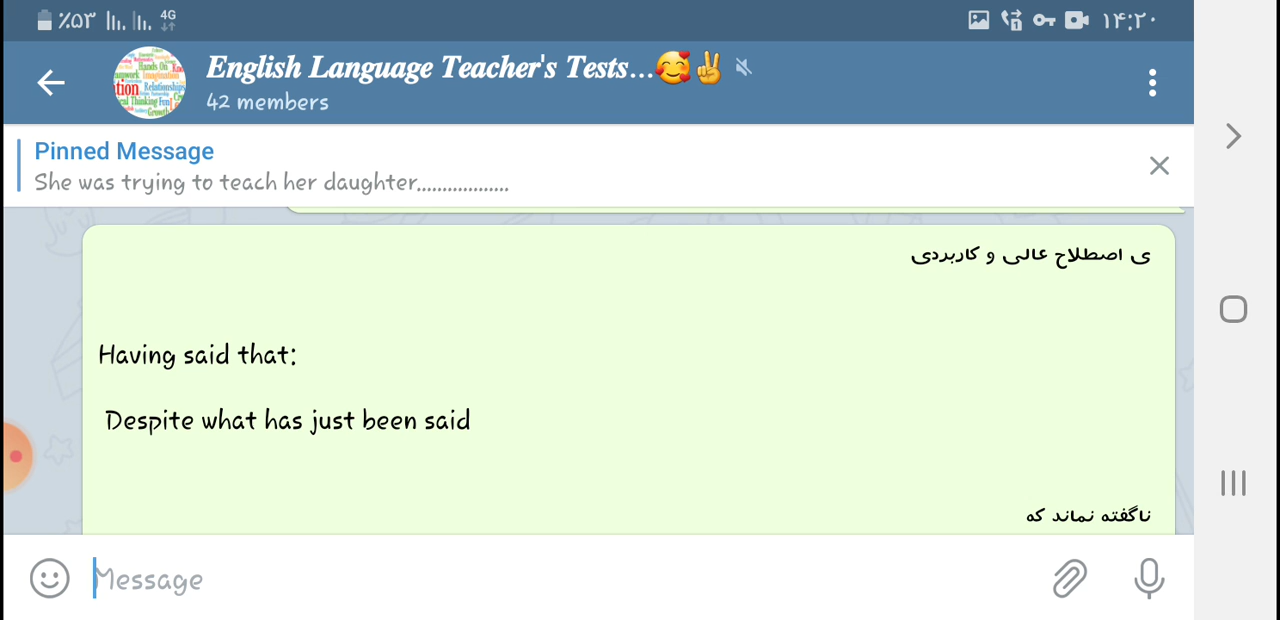 ٪۵۳ 4G ۱۴:۲۰
English Language Teacher's Tests...🥰✌
42 members
Pinned Message
She was trying to teach her daughter..................
ی اصطلاح عالی و کاربردی
Having said that:
Despite what has just been said
ناگفته نماند که
Message